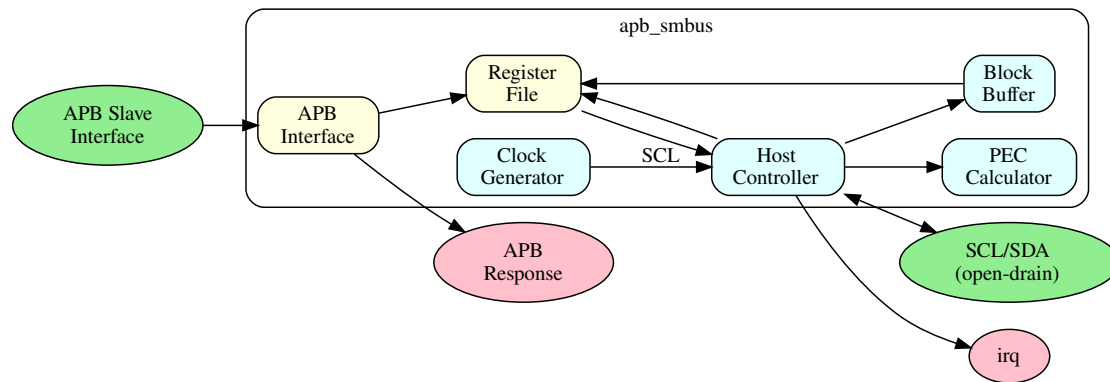 apb_smbus
APB Slave
Interface
APB
Interface
Register
File
Block
Buffer
Clock
Generator
SCL
Host
Controller
PEC
Calculator
APB
Response
SCL/SDA
(open-drain)
irq